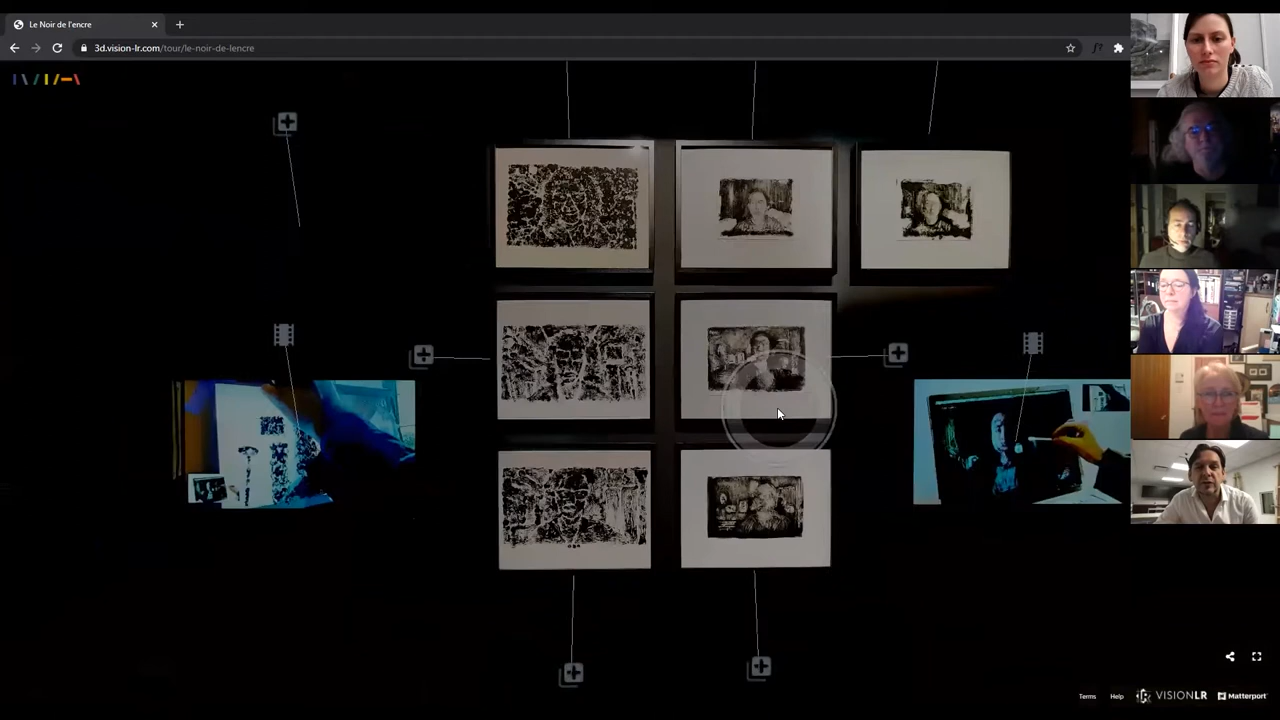 Le Noir de l'encre
3d.vision-lr.com/tour/le-noir-de-lencre
f?
Terms
Help
VISIONLR
Matterport